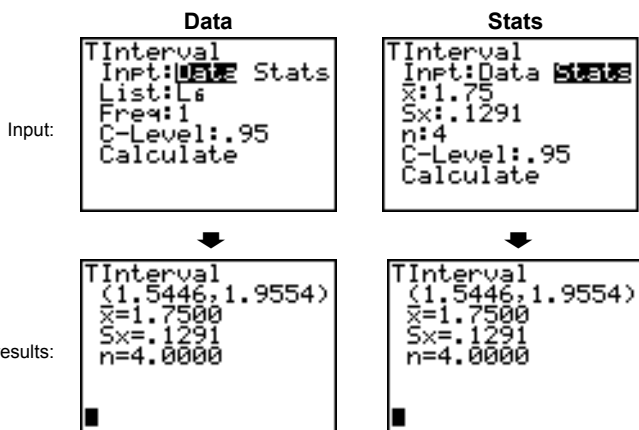 Data
Stats
Input:
TInterval
Inpt:Data Stats
List:L6
Freq:1
C-Level:.95
Calculate
TInterval
Inpt:Data Stats
x̄:1.75
Sx:.1291
n:4
C-Level:.95
Calculate
esults:
TInterval
(1.5446,1.9554)
x̄=1.7500
Sx=.1291
n=4.0000
TInterval
(1.5446,1.9554)
x̄=1.7500
Sx=.1291
n=4.0000